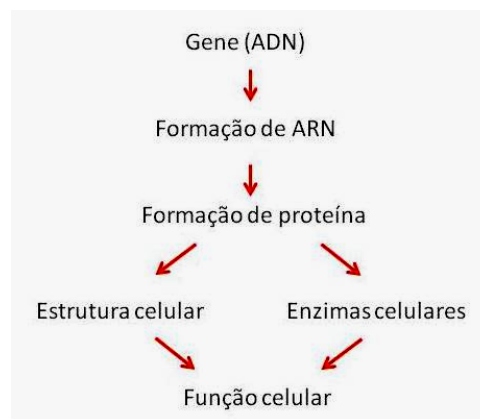 Gene (ADN)
Formação de ARN
Formação de proteína
Estrutura celular
Enzimas celulares
Função celular